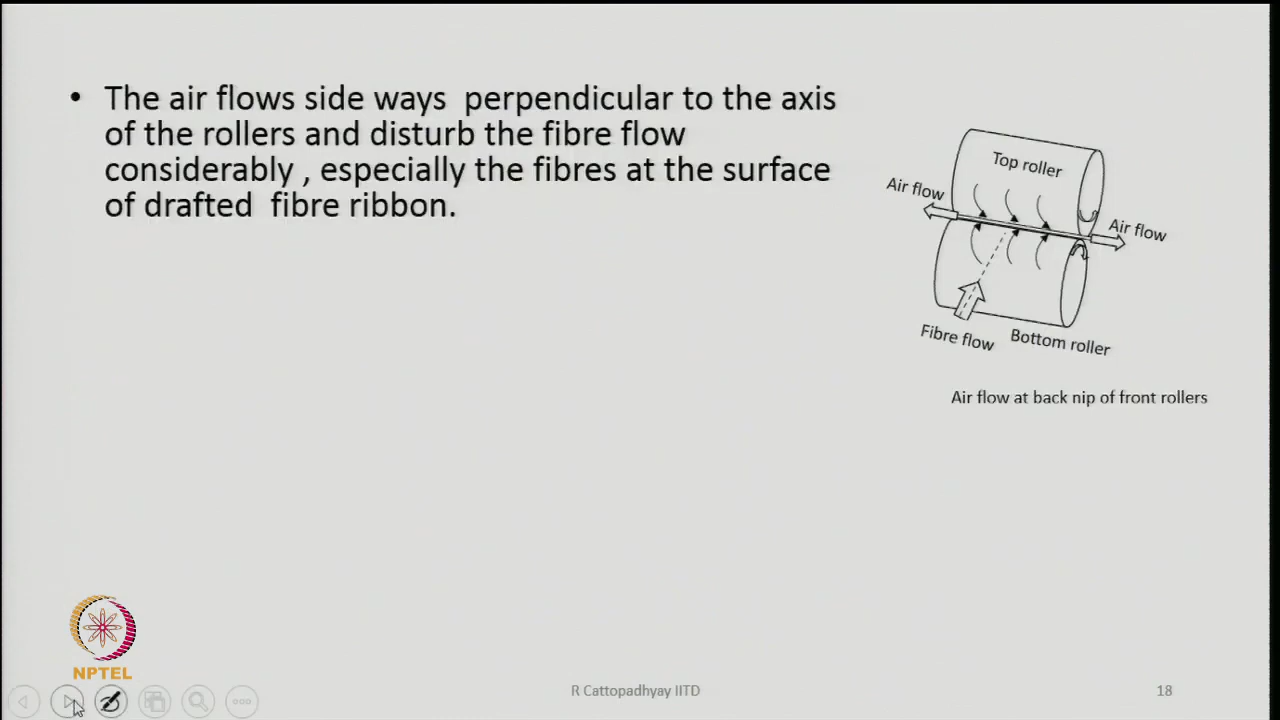 • The air flows side ways perpendicular to the axis
of the rollers and disturb the fibre flow
considerably , especially the fibres at the surface
of drafted fibre ribbon.
Top roller
Air flow
Air flow
Fibre flow
Bottom roller
Air flow at back nip of front rollers
NPTEL
R Cattopadhyay IITD
18